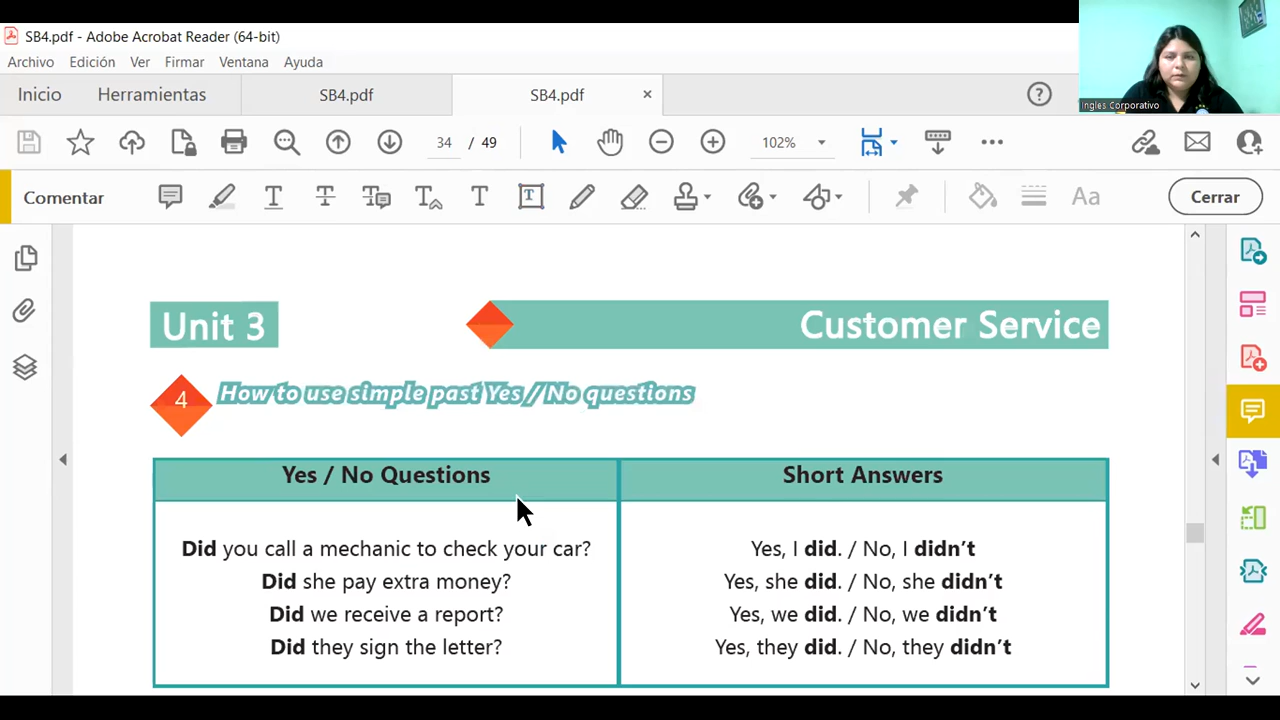 SB4.pdf - Adobe Acrobat Reader (64-bit)
Archivo Edición Ver Firmar Ventana Ayuda
Inicio Herramientas SB4.pdf SB4.pdf ×
34 / 49 102%
Comentar Cerrar
Ingles Corporativo
Unit 3 Customer Service
4 How to use simple past Yes / No questions
Yes / No Questions Short Answers
Did you call a mechanic to check your car? Yes, I did. / No, I didn't
Did she pay extra money? Yes, she did. / No, she didn't
Did we receive a report? Yes, we did. / No, we didn't
Did they sign the letter? Yes, they did. / No, they didn't